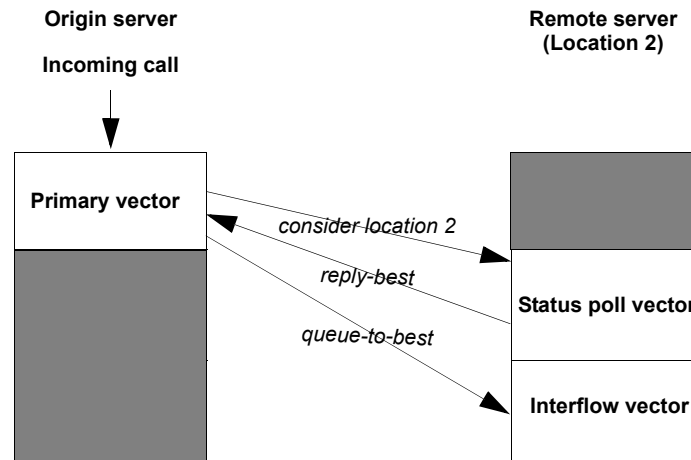 Origin server
Remote server
(Location 2)
Incoming call
Primary vector
consider location 2
reply-best
Status poll vector
queue-to-best
Interflow vector